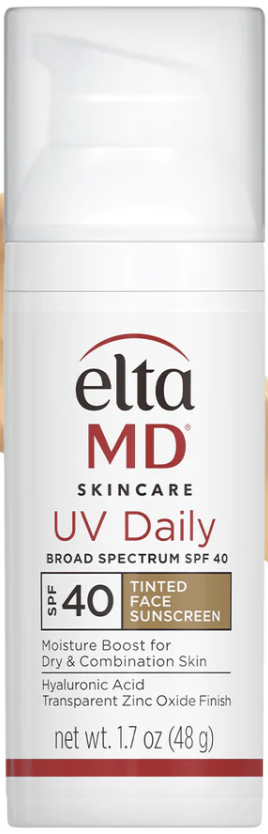 elta
MD®
SKINCARE
UV Daily
BROAD SPECTRUM SPF 40
SPF 40 TINTED
FACE
SUNSCREEN
Moisture Boost for
Dry & Combination Skin
Hyaluronic Acid
Transparent Zinc Oxide Finish
net wt. 1.7 oz (48 g)